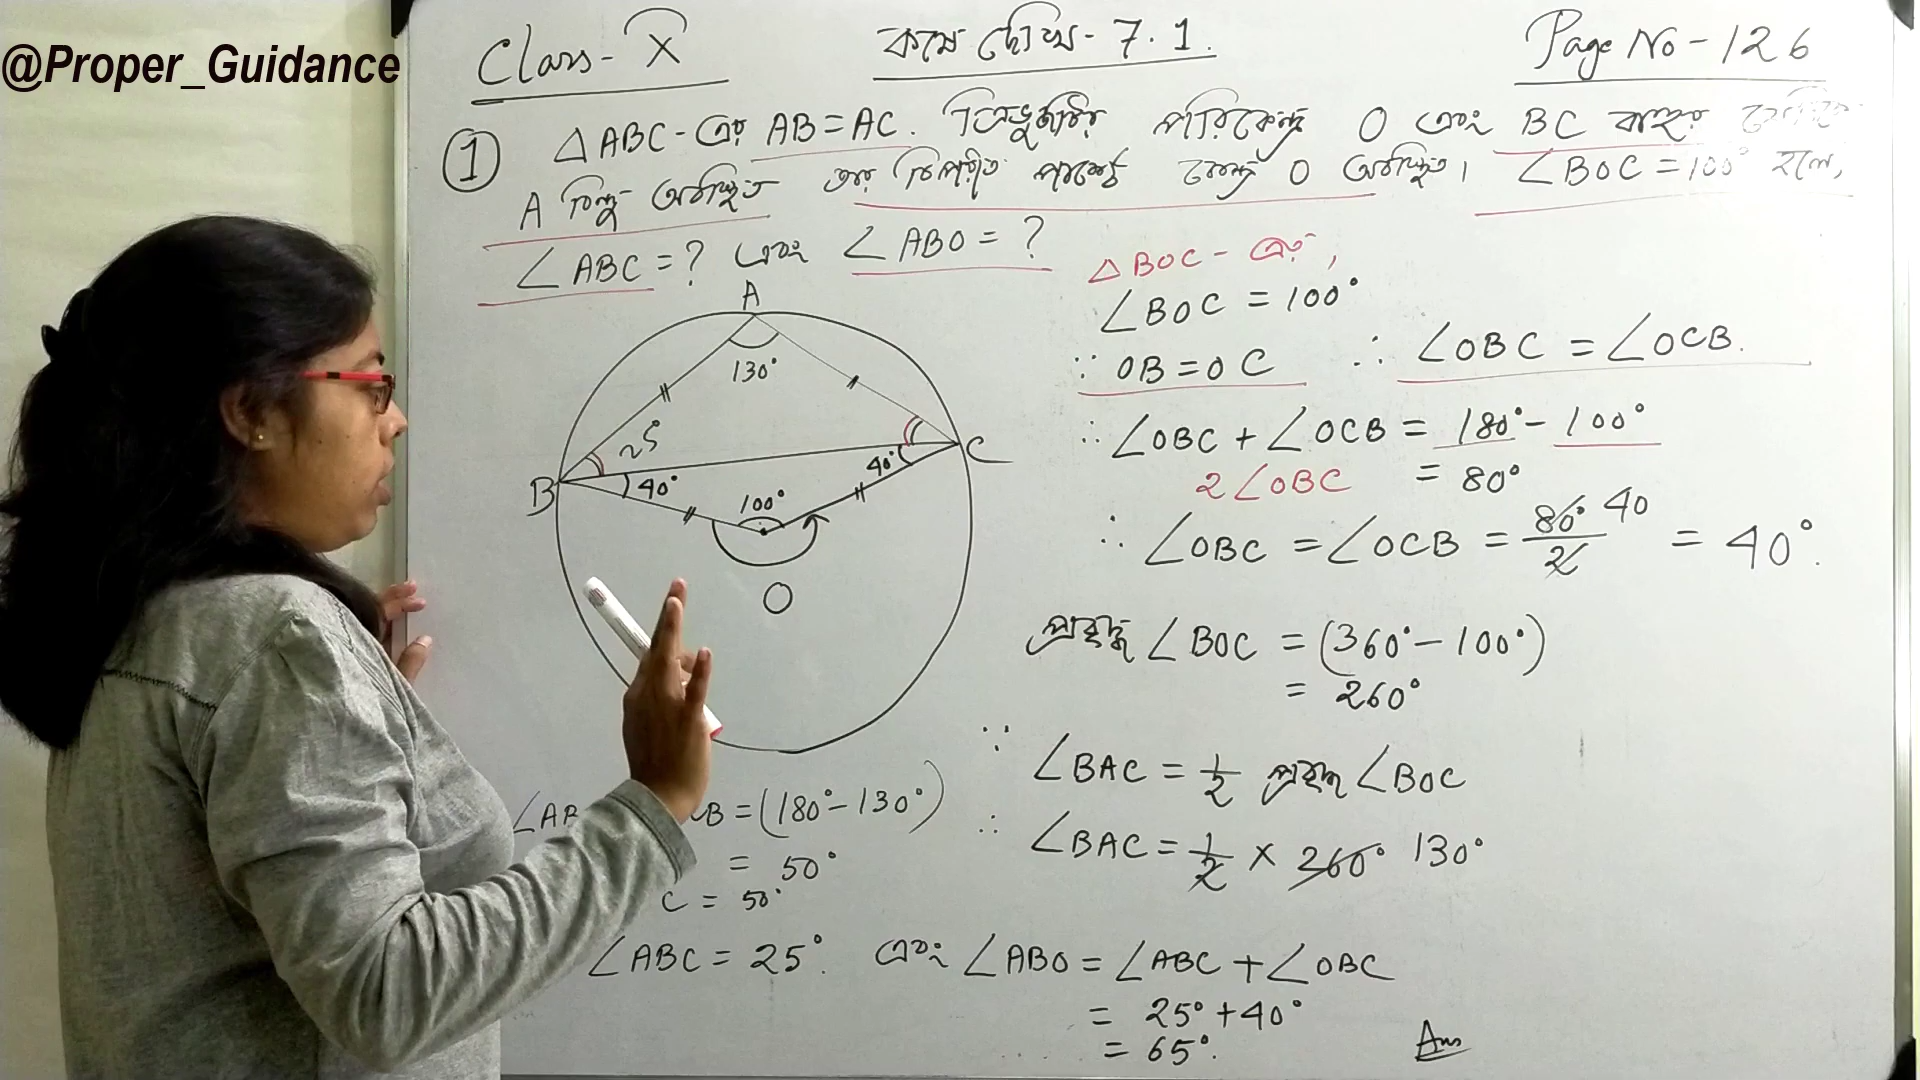 @Proper_Guidance
Class - X
কষে দেখি - 7.1.
Page No - 126
1 △ABC - এর AB = AC. ত্রিভুজটির পরিকেন্দ্র O এবং BC বাহুর
A বিন্দু অবস্থিত তার বিপরীত পার্শ্বে কেন্দ্র O অবস্থিত। ∠BOC = 100° হলে,
∠ABC = ? এবং ∠ABO = ?
A
130°
25°
B
C
40°
40°
100°
O
△BOC - এর,
∠BOC = 100°
∵ OB = OC ∴ ∠OBC = ∠OCB.
∴ ∠OBC + ∠OCB = 180° - 100°
2∠OBC = 80°
∴ ∠OBC = ∠OCB = 80°/2 40 = 40°.
প্রবৃদ্ধ ∠BOC = (360° - 100°)
= 260°
∵ ∠BAC = 1/2 প্রবৃদ্ধ ∠BOC
∴ ∠BAC = 1/2 × 260° 130°
B = (180° - 130°)
= 50°
C = 50°
∠ABC = 25°. এবং ∠ABO = ∠ABC + ∠OBC
= 25° + 40°
= 65°.
Ans